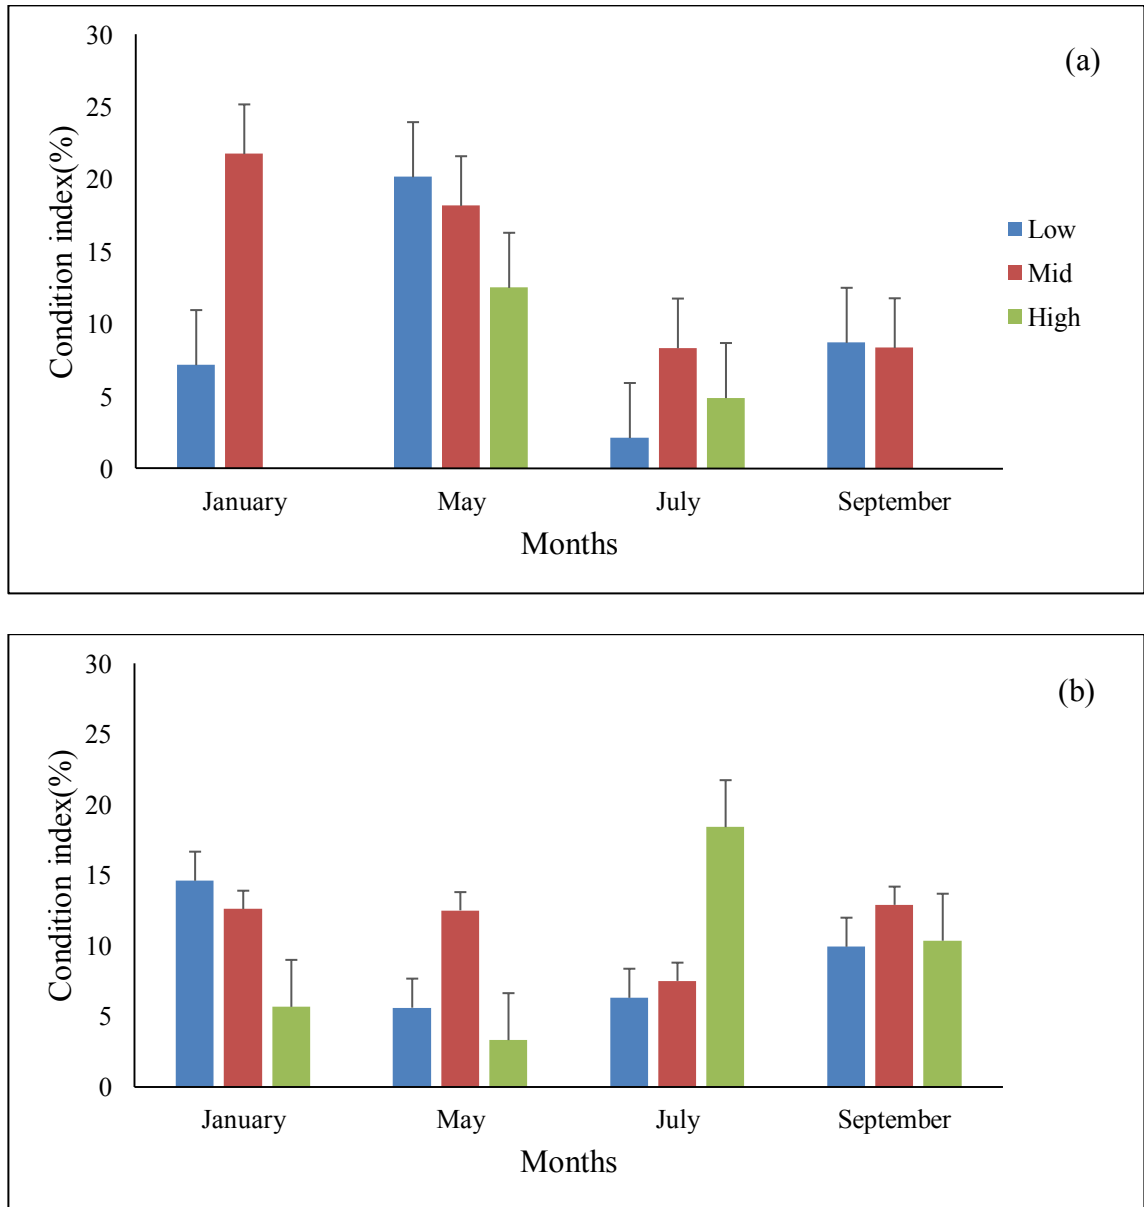 (a)
30
25
20
15
10
5
0
Condition index(%)
January May July September
Months
Low
Mid
High
(b)
30
25
20
15
10
5
0
Condition index(%)
January May July September
Months